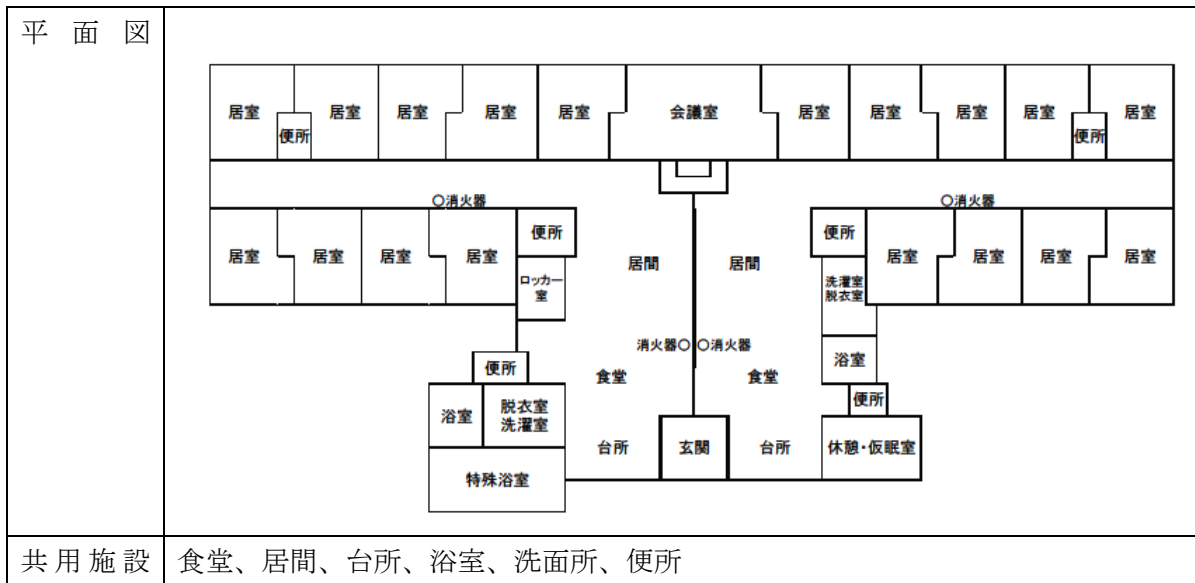 平面図
居室 居室 居室 居室 居室 会議室 居室 居室 居室 居室 居室
便所 便所
〇消火器 〇消火器
便所 便所
居室 居室 居室 居室 居間 居間 居室 居室 居室 居室
ロッカー
室
洗濯室
脱衣室
消火器〇 〇消火器
便所 浴室
食堂 食堂
便所
浴室 脱衣室
洗濯室
台所 玄関 台所 休憩・仮眠室
特殊浴室
共用施設 食堂、居間、台所、浴室、洗面所、便所